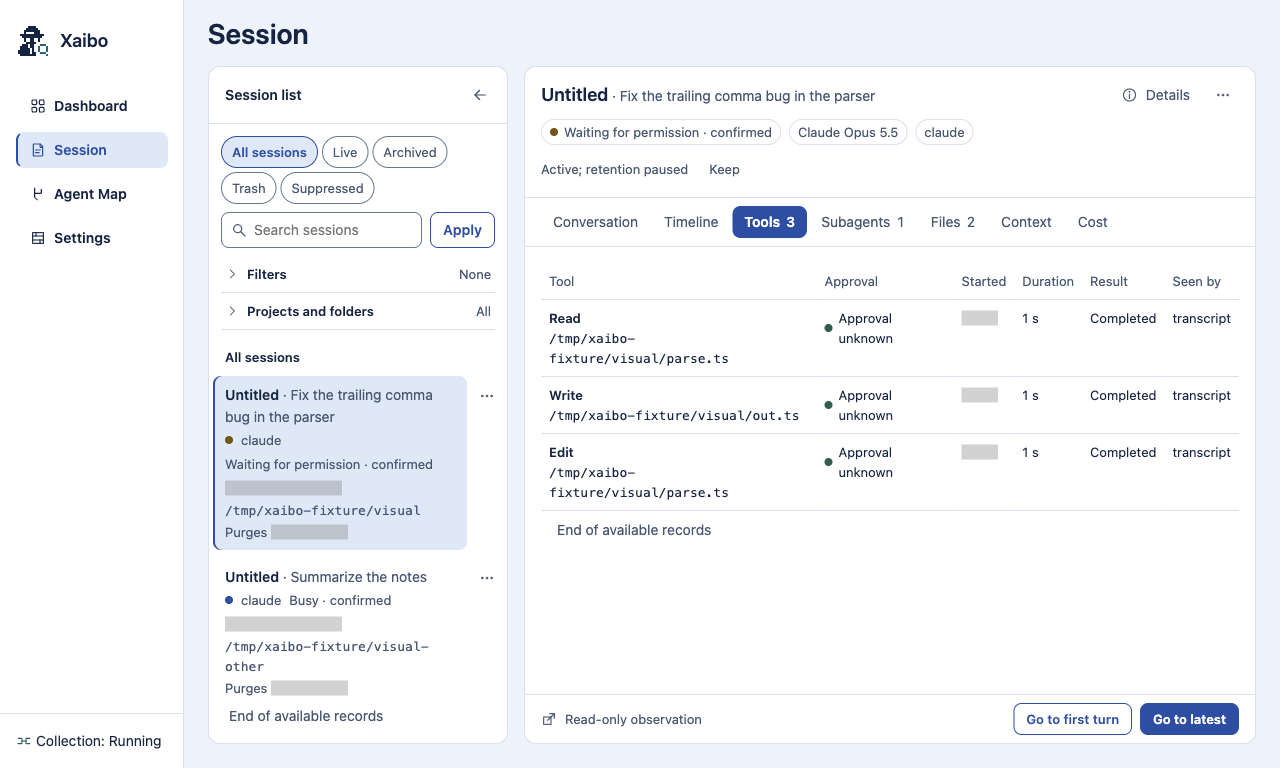 Xaibo
Dashboard
Session
Agent Map
Settings
Collection: Running
Session
Session list
All sessions
Live
Archived
Trash
Suppressed
Search sessions
Apply
Filters
None
Projects and folders
All
All sessions
Untitled · Fix the trailing comma
bug in the parser
claude
Waiting for permission · confirmed
/tmp/xaibo-fixture/visual
Purges
Untitled · Summarize the notes
claude Busy · confirmed
/tmp/xaibo-fixture/visual-
other
Purges
End of available records
Untitled · Fix the trailing comma bug in the parser
Details
Waiting for permission · confirmed
Claude Opus 5.5
claude
Active; retention paused
Keep
Conversation
Timeline
Tools 3
Subagents 1
Files 2
Context
Cost
Tool Approval Started Duration Result Seen by
Read
/tmp/xaibo-
fixture/visual/parse.ts
Approval
unknown
1 s
Completed
transcript
Write
/tmp/xaibo-fixture/visual/out.ts
Approval
unknown
1 s
Completed
transcript
Edit
/tmp/xaibo-
fixture/visual/parse.ts
Approval
unknown
1 s
Completed
transcript
End of available records
Read-only observation
Go to first turn
Go to latest